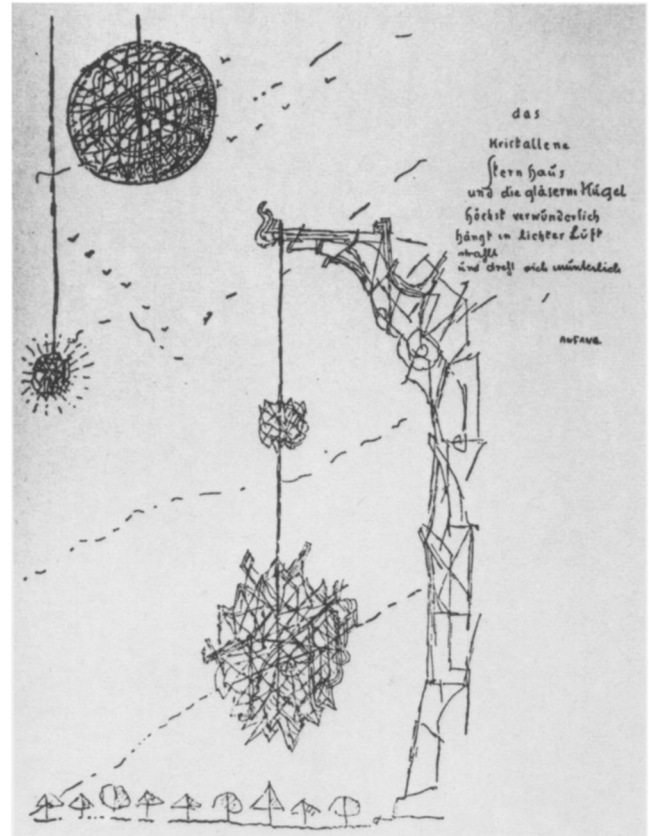 das
Kristallene
Sternhaus
und die gläserne Kugel
höchst verwunderlich
hängt in lichter Luft
strahlt
und dreht sich wunderlich